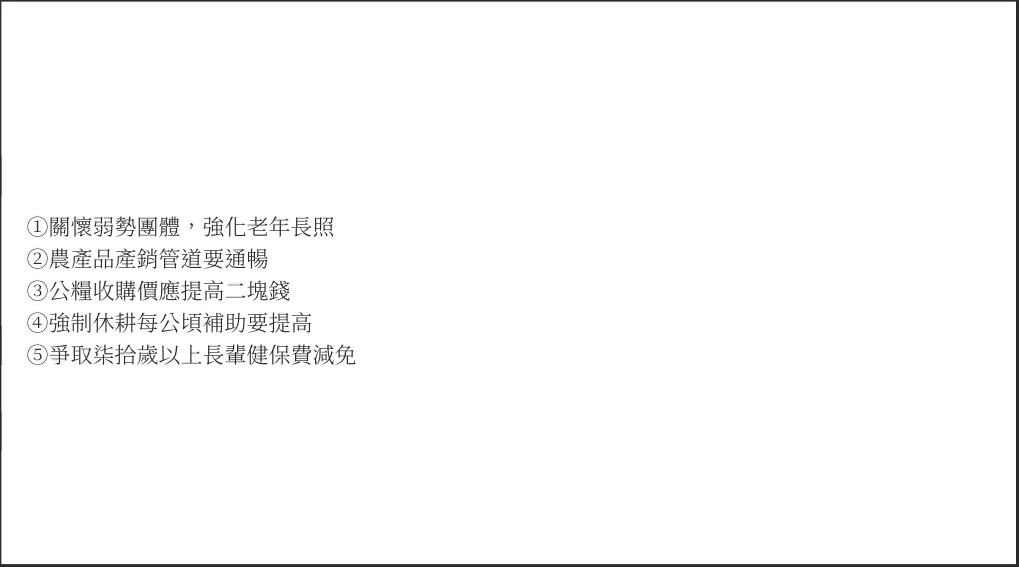 ①關懷弱勢團體，強化老年長照
②農產品產銷管道要通暢
③公糧收購價應提高二塊錢
④強制休耕每公頃補助要提高
⑤爭取柒拾歲以上長輩健保費減免